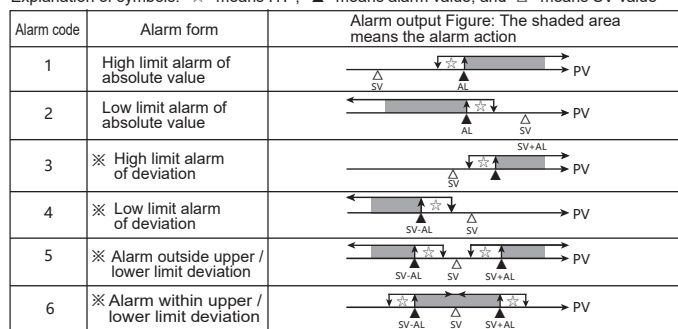 Explanation of symbols: "☆" means HY , "▲" means alarm value, and "△" means SV value
Alarm code
Alarm form
Alarm output Figure: The shaded area
means the alarm action
1
High limit alarm of
absolute value
☆
SV
AL
PV
2
Low limit alarm of
absolute value
☆
AL
SV
PV
3
※ High limit alarm
of deviation
SV+AL
☆
SV
PV
4
※ Low limit alarm
of deviation
☆
SV-AL
SV
PV
5
※ Alarm outside upper /
lower limit deviation
☆
☆
SV-AL
SV
SV+AL
PV
6
※ Alarm within upper /
lower limit deviation
☆
☆
SV-AL
SV
SV+AL
PV